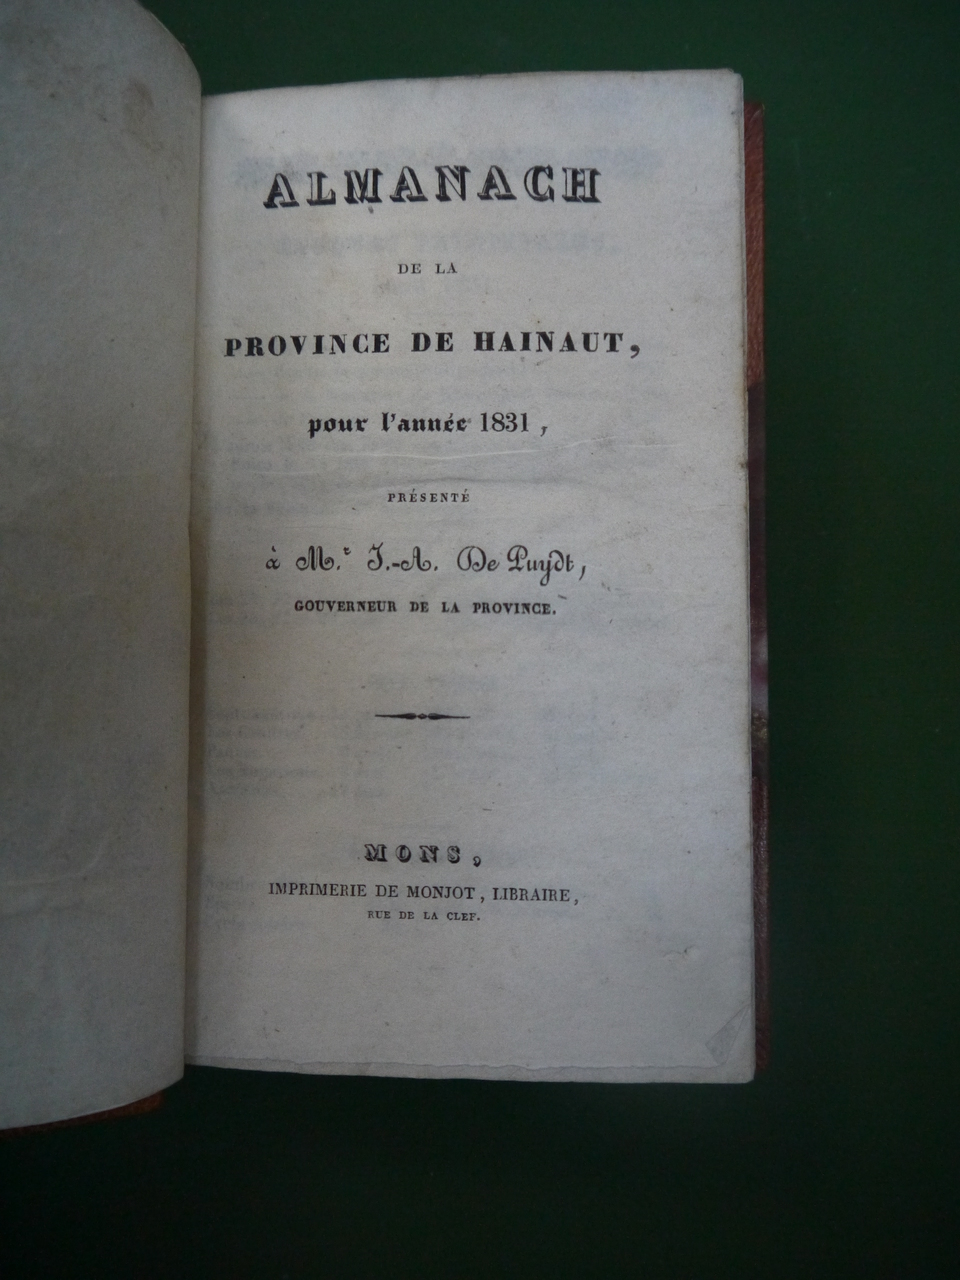 ALMANACH
DE LA
PROVINCE DE HAINAUT,
pour l'année 1831,
PRÉSENTÉ
à M.r J.-A. De Puydt,
GOUVERNEUR DE LA PROVINCE.
MONS,
IMPRIMERIE DE MONJOT, LIBRAIRE,
RUE DE LA CLEF.